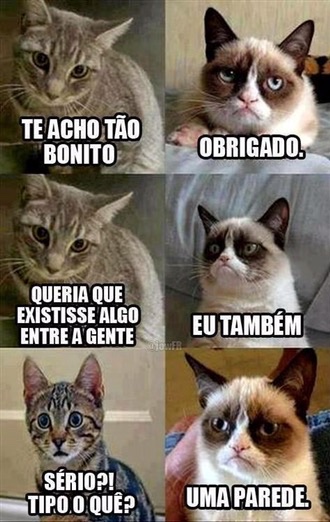 TE ACHO TÃO
BONITO
OBRIGADO.
QUERIA QUE
EXISTISSE ALGO
ENTRE A GENTE
EU TAMBÉM
SÉRIO?!
TIPO O QUÊ?
UMA PAREDE.